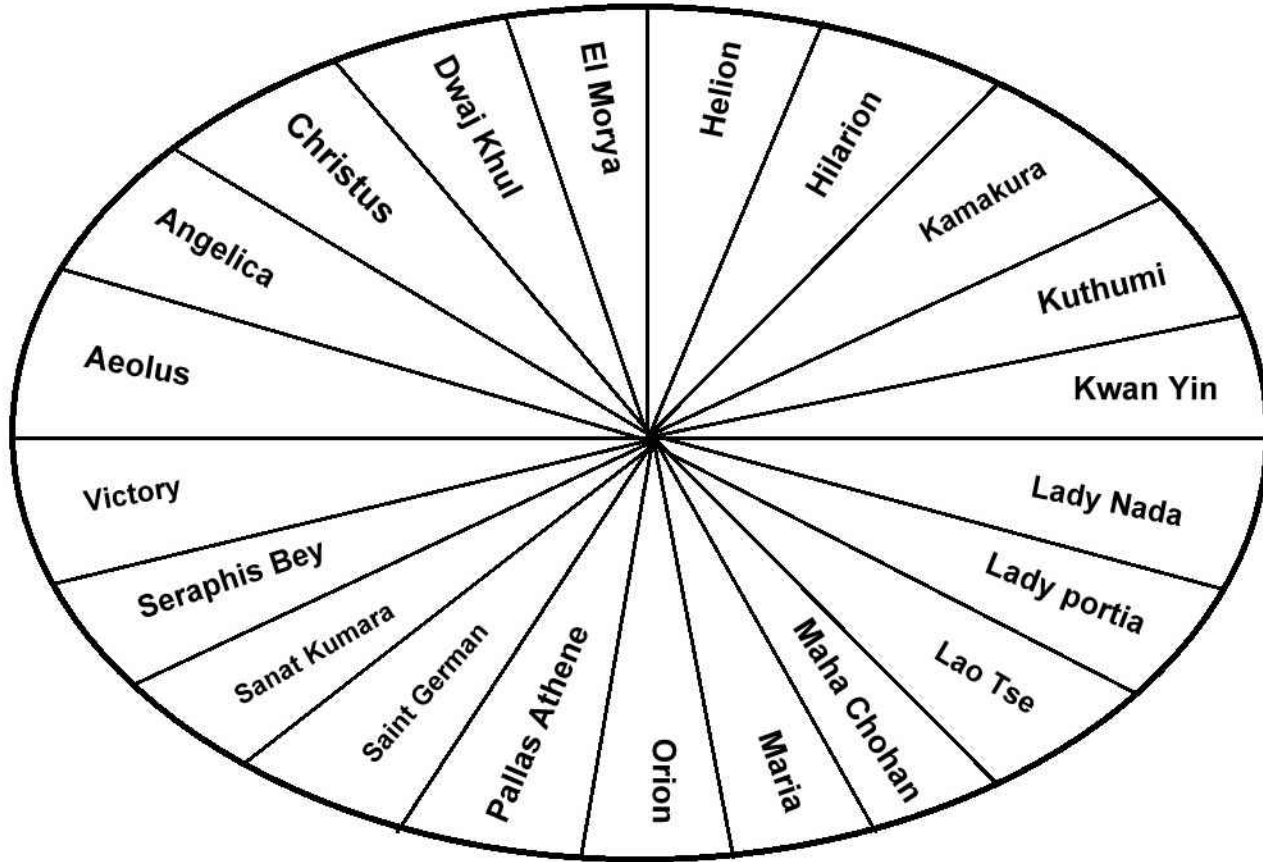 Aeolus
Angelica
Christus
Dwaj Khul
El Morya
Helion
Hilarion
Kamakura
Kuthumi
Kwan Yin
Lady Nada
Lady portia
Lao Tse
Maha Chohan
Maria
Orion
Pallas Athene
Saint German
Sanat Kumara
Seraphis Bey
Victory